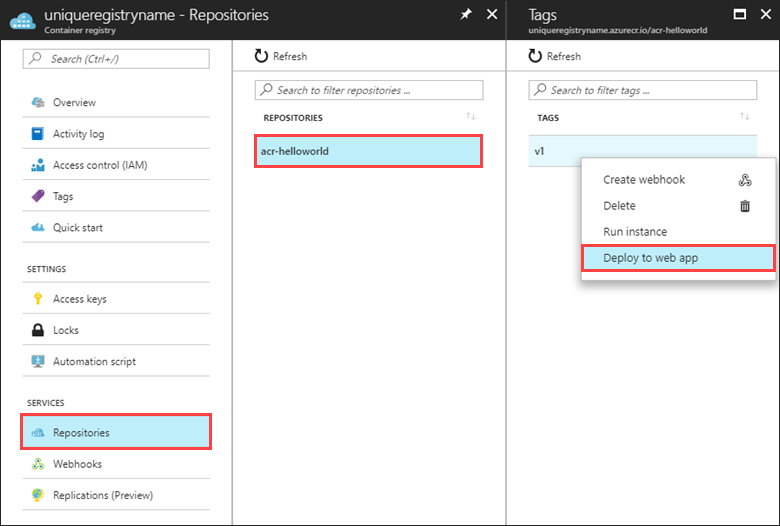 uniqueregistryname - Repositories
Container registry
Search (Ctrl+/)
Overview
Activity log
Access control (IAM)
Tags
Quick start
SETTINGS
Access keys
Locks
Automation script
SERVICES
Repositories
Webhooks
Replications (Preview)
Refresh
Search to filter repositories ...
REPOSITORIES
acr-helloworld
Tags
uniqueregistryname.azurecr.io/acr-helloworld
Refresh
Search to filter tags ...
TAGS
v1
Create webhook
Delete
Run instance
Deploy to web app